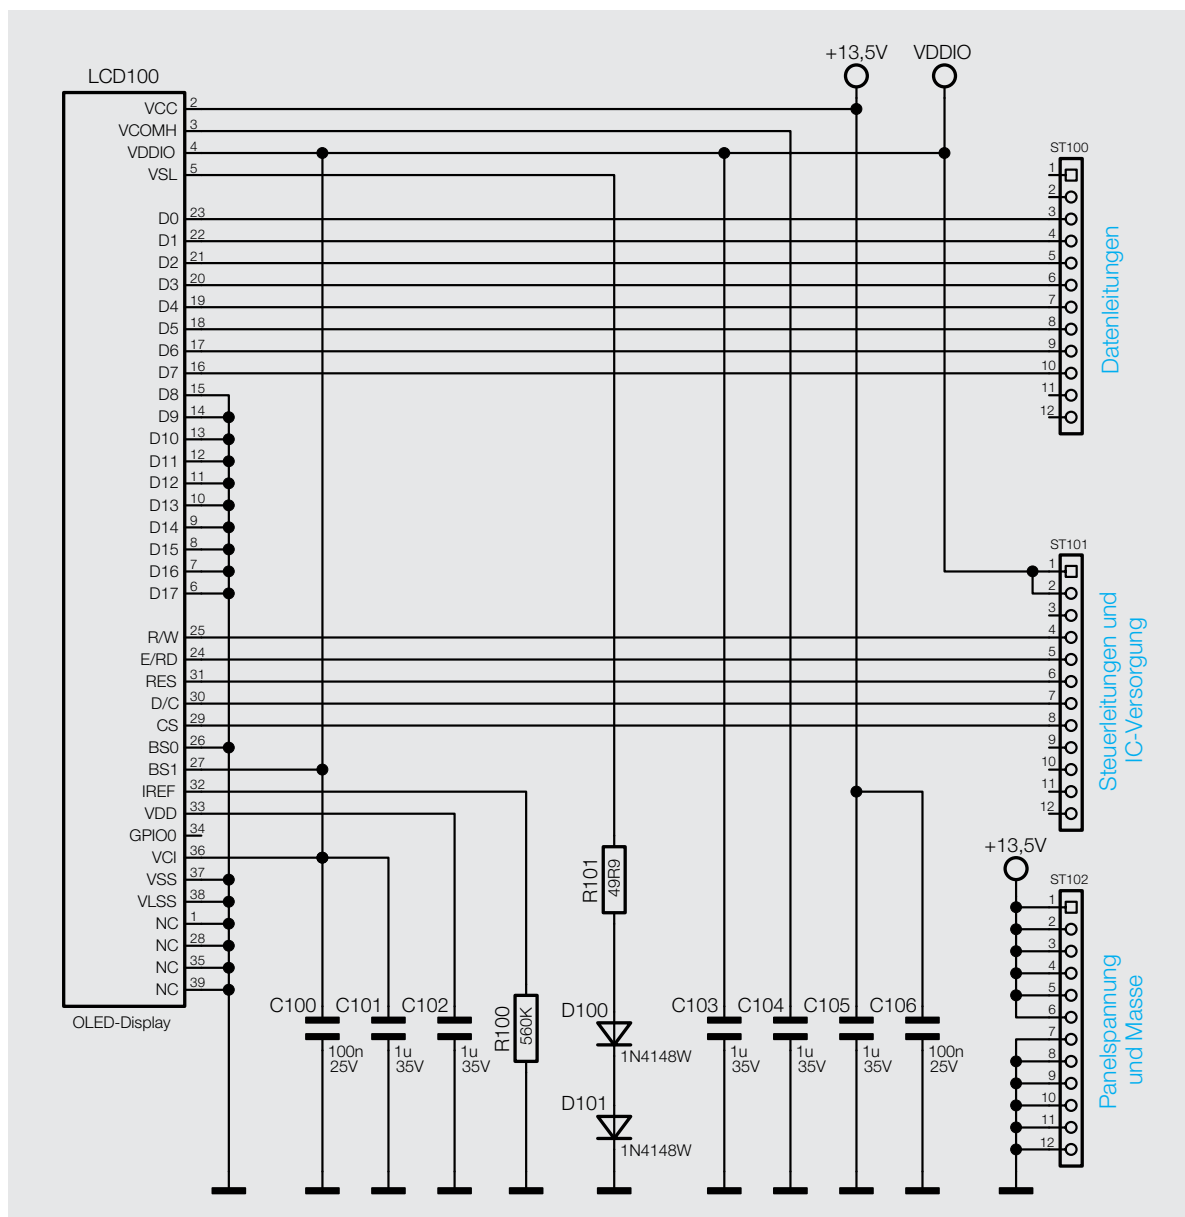 +13,5V VDDIO
LCD100
VCC 2
VCOMH 3
VDDIO 4
VSL 5
D0 23
D1 22
D2 21
D3 20
D4 19
D5 18
D6 17
D7 16
D8 15
D9 14
D10 13
D11 12
D12 11
D13 10
D14 9
D15 8
D16 7
D17 6
R/W 25
E/RD 24
RES 31
D/C 30
CS 29
BS0 26
BS1 27
IREF 32
VDD 33
GPIO0 34
VCI 36
VSS 37
VLSS 38
NC 1
NC 28
NC 35
NC 39
OLED-Display
ST100
1
2
3
4
5
6
7
8
9
10
11
12
Datenleitungen
ST101
1
2
3
4
5
6
7
8
9
10
11
12
Steuerleitungen und
IC-Versorgung
+13,5V
ST102
1
2
3
4
5
6
7
8
9
10
11
12
Panelspannung
und Masse
C100
100n
25V
C101
1u
35V
C102
1u
35V
R100
560K
R101
49R9
D100
1N4148W
D101
1N4148W
C103
1u
35V
C104
1u
35V
C105
1u
35V
C106
100n
25V